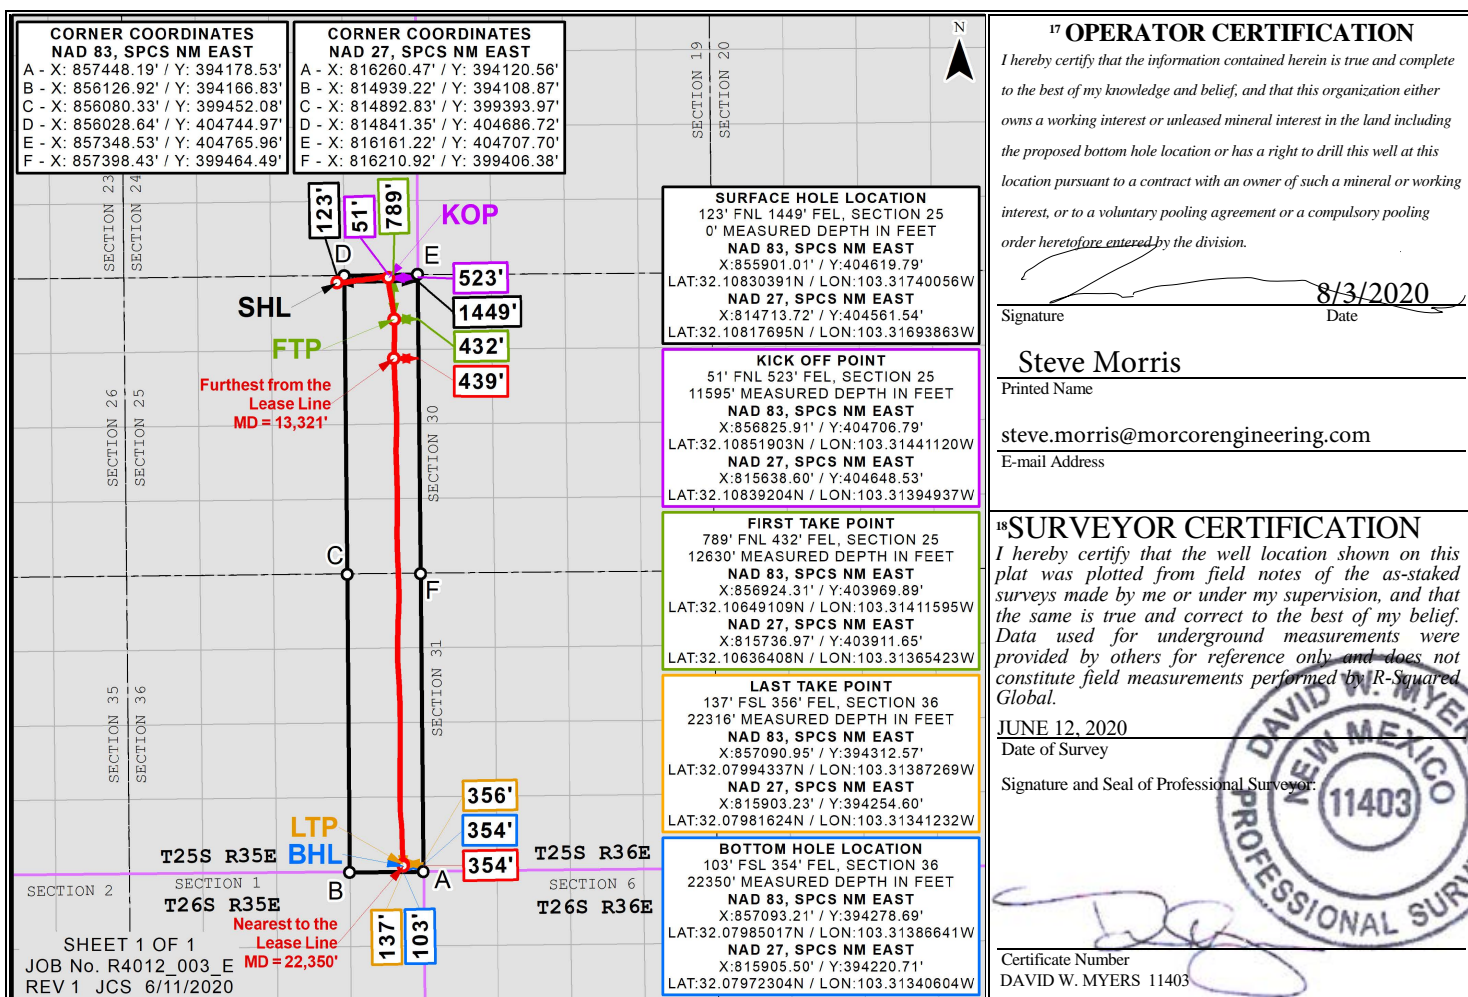 CORNER COORDINATES
NAD 83, SPCS NM EAST
A - X: 857448.19' / Y: 394178.53'
B - X: 856126.92' / Y: 394166.83'
C - X: 856080.33' / Y: 399452.08'
D - X: 856028.64' / Y: 404744.97'
E - X: 857348.53' / Y: 404765.96'
F - X: 857398.43' / Y: 399464.49'
CORNER COORDINATES
NAD 27, SPCS NM EAST
A - X: 816260.47' / Y: 394120.56'
B - X: 814939.22' / Y: 394108.87'
C - X: 814892.83' / Y: 399393.97'
D - X: 814841.35' / Y: 404686.72'
E - X: 816161.22' / Y: 404707.70'
F - X: 816210.92' / Y: 399406.38'
N
SECTION 19
SECTION 20
SECTION 23
SECTION 24
123'
51'
789'
KOP
D
E
523'
SHL
1449'
FTP
432'
439'
Furthest from the
Lease Line
MD = 13,321'
SECTION 26
SECTION 25
SECTION 30
C
F
SECTION 31
SECTION 35
SECTION 36
356'
LTP
354'
BHL
354'
T25S R35E
T25S R36E
B
A
SECTION 2
SECTION 1
SECTION 6
T26S R35E
T26S R36E
Nearest to the
Lease Line
MD = 22,350'
137'
103'
SHEET 1 OF 1
JOB No. R4012_003_E
REV 1 JCS 6/11/2020
SURFACE HOLE LOCATION
123' FNL 1449' FEL, SECTION 25
0' MEASURED DEPTH IN FEET
NAD 83, SPCS NM EAST
X:855901.01' / Y:404619.79'
LAT:32.10830391N / LON:103.31740056W
NAD 27, SPCS NM EAST
X:814713.72' / Y:404561.54'
LAT:32.10817695N / LON:103.31693863W
KICK OFF POINT
51' FNL 523' FEL, SECTION 25
11595' MEASURED DEPTH IN FEET
NAD 83, SPCS NM EAST
X:856825.91' / Y:404706.79'
LAT:32.10851903N / LON:103.31441120W
NAD 27, SPCS NM EAST
X:815638.60' / Y:404648.53'
LAT:32.10839204N / LON:103.31394937W
FIRST TAKE POINT
789' FNL 432' FEL, SECTION 25
12630' MEASURED DEPTH IN FEET
NAD 83, SPCS NM EAST
X:856924.31' / Y:403969.89'
LAT:32.10649109N / LON:103.31411595W
NAD 27, SPCS NM EAST
X:815736.97' / Y:403911.65'
LAT:32.10636408N / LON:103.31365423W
LAST TAKE POINT
137' FSL 356' FEL, SECTION 36
22316' MEASURED DEPTH IN FEET
NAD 83, SPCS NM EAST
X:857090.95' / Y:394312.57'
LAT:32.07994337N / LON:103.31387269W
NAD 27, SPCS NM EAST
X:815903.23' / Y:394254.60'
LAT:32.07981624N / LON:103.31341232W
BOTTOM HOLE LOCATION
103' FSL 354' FEL, SECTION 36
22350' MEASURED DEPTH IN FEET
NAD 83, SPCS NM EAST
X:857093.21' / Y:394278.69'
LAT:32.07985017N / LON:103.31386641W
NAD 27, SPCS NM EAST
X:815905.50' / Y:394220.71'
LAT:32.07972304N / LON:103.31340604W
17 OPERATOR CERTIFICATION
I hereby certify that the information contained herein is true and complete
to the best of my knowledge and belief, and that this organization either
owns a working interest or unleased mineral interest in the land including
the proposed bottom hole location or has a right to drill this well at this
location pursuant to a contract with an owner of such a mineral or working
interest, or to a voluntary pooling agreement or a compulsory pooling
order heretofore entered by the division.
8/3/2020
Signature Date
Steve Morris
Printed Name
steve.morris@morcorengineering.com
E-mail Address
18 SURVEYOR CERTIFICATION
I hereby certify that the well location shown on this
plat was plotted from field notes of the as-staked
surveys made by me or under my supervision, and that
the same is true and correct to the best of my belief.
Data used for underground measurements were
provided by others for reference only and does not
constitute field measurements performed by R-Squared
Global.
JUNE 12, 2020
Date of Survey
Signature and Seal of Professional Surveyor:
DAVID W. MYERS
NEW MEXICO
11403
PROFESSIONAL SURV
Certificate Number
DAVID W. MYERS 11403